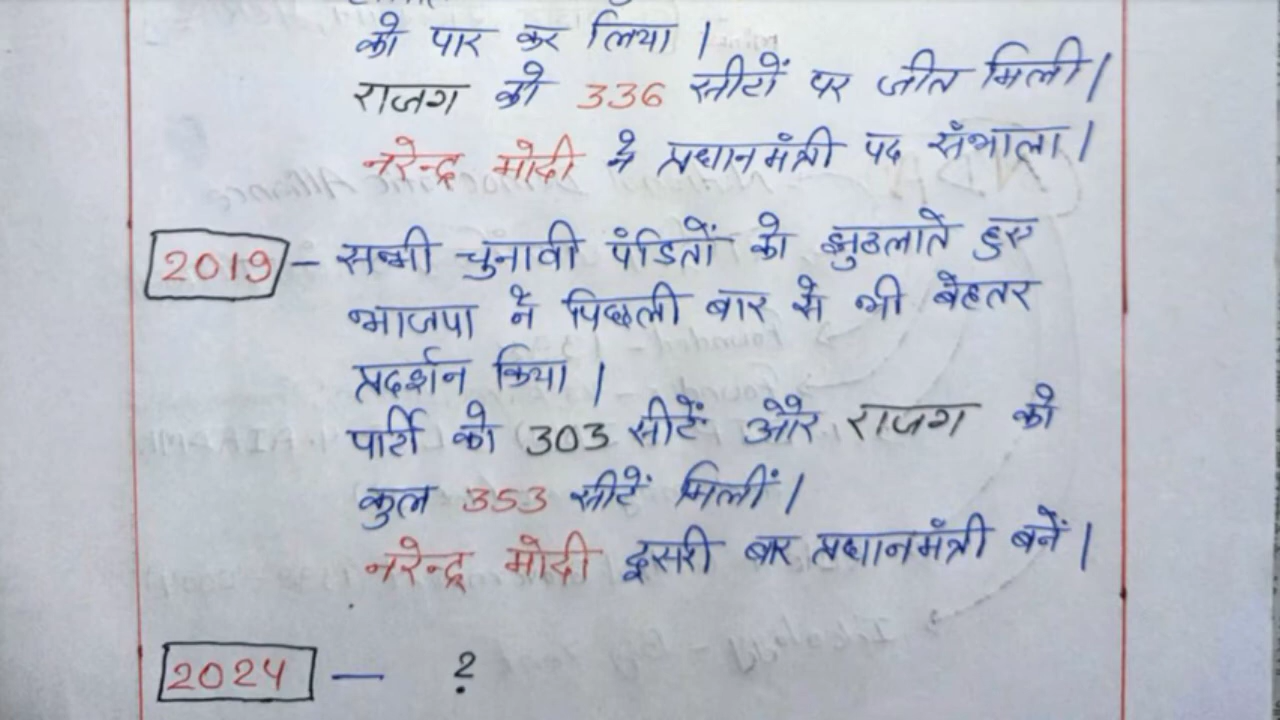 को पार कर लिया |
राजग को 336 सीटों पर जीत मिली |
नरेन्द्र मोदी ने प्रधानमंत्री पद संभाला |
2019 – सभी चुनावी पंडितों को झुठलाते हुए
भाजपा ने पिछली बार से भी बेहतर
प्रदर्शन किया |
पार्टी को 303 सीटें और राजग को
कुल 353 सीटें मिलीं |
नरेन्द्र मोदी दूसरी बार प्रधानमंत्री बनें |
2024 — ?